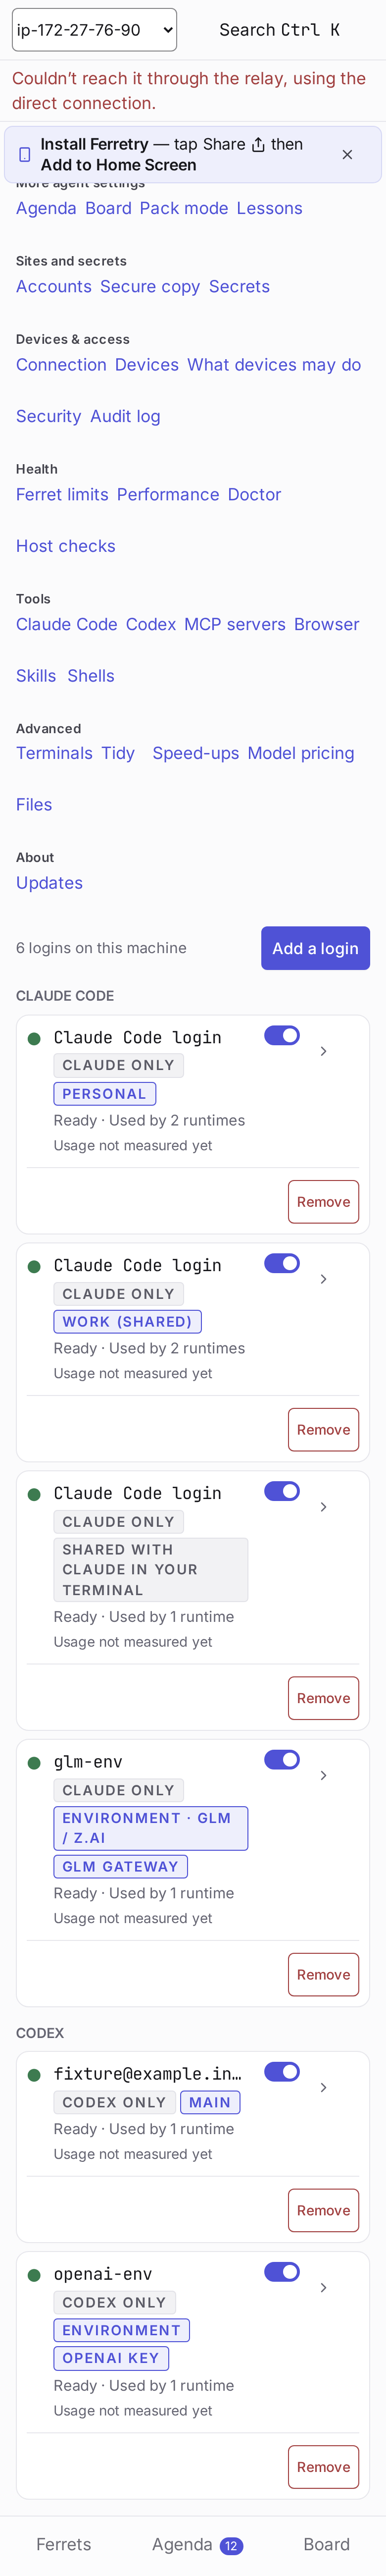 ip-172-27-76-90
Search Ctrl K
Couldn’t reach it through the relay, using the
direct connection.
Install Ferretry — tap Share then
Add to Home Screen
More agent settings
Agenda Board Pack mode Lessons
Sites and secrets
Accounts Secure copy Secrets
Devices & access
Connection Devices What devices may do
Security Audit log
Health
Ferret limits Performance Doctor
Host checks
Tools
Claude Code Codex MCP servers Browser
Skills Shells
Advanced
Terminals Tidy Speed-ups Model pricing
Files
About
Updates
6 logins on this machine
Add a login
CLAUDE CODE
Claude Code login
CLAUDE ONLY
PERSONAL
Ready · Used by 2 runtimes
Usage not measured yet
Remove
Claude Code login
CLAUDE ONLY
WORK (SHARED)
Ready · Used by 2 runtimes
Usage not measured yet
Remove
Claude Code login
CLAUDE ONLY
SHARED WITH
CLAUDE IN YOUR
TERMINAL
Ready · Used by 1 runtime
Usage not measured yet
Remove
glm-env
CLAUDE ONLY
ENVIRONMENT · GLM
/ Z.AI
GLM GATEWAY
Ready · Used by 1 runtime
Usage not measured yet
Remove
CODEX
fixture@example.in…
CODEX ONLY MAIN
Ready · Used by 1 runtime
Usage not measured yet
Remove
openai-env
CODEX ONLY
ENVIRONMENT
OPENAI KEY
Ready · Used by 1 runtime
Usage not measured yet
Remove
Ferrets Agenda 12 Board